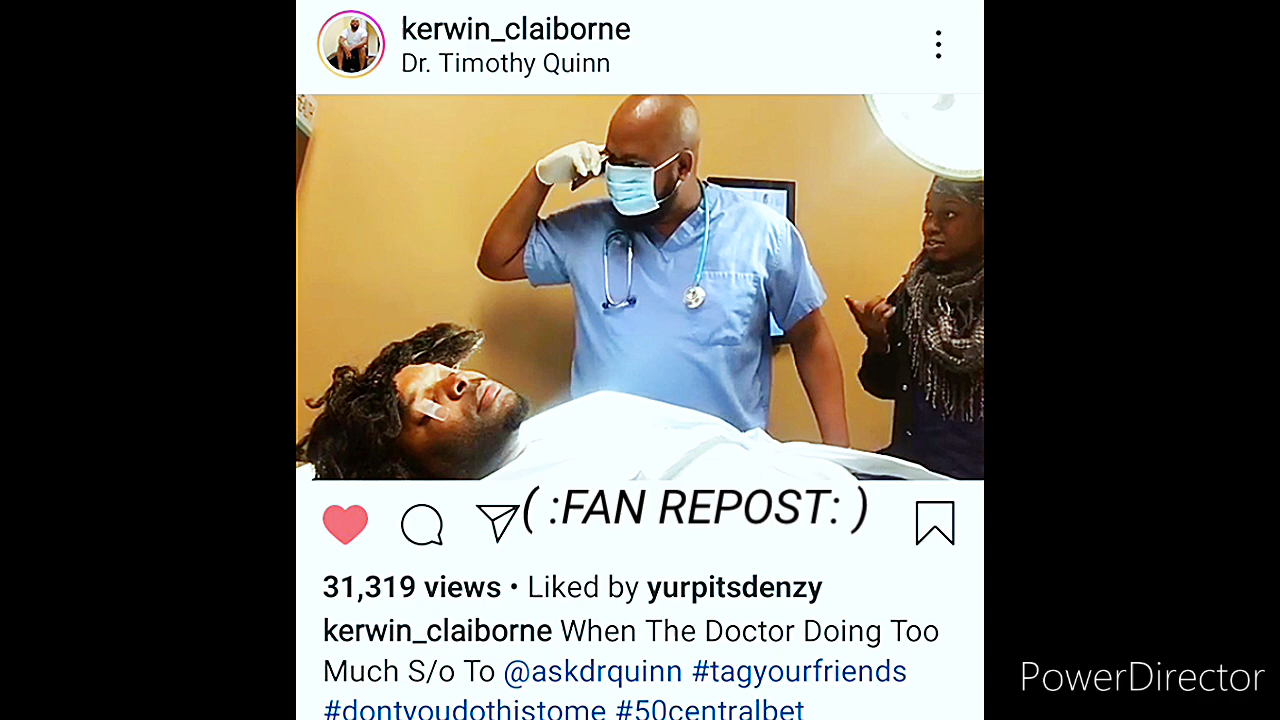 kerwin_claiborne
Dr. Timothy Quinn
( :FAN REPOST: )
31,319 views • Liked by yurpitsdenzy
kerwin_claiborne When The Doctor Doing Too
Much S/o To @askdrquinn #tagyourfriends
#dontyoudothistome #50centralbet
PowerDirector